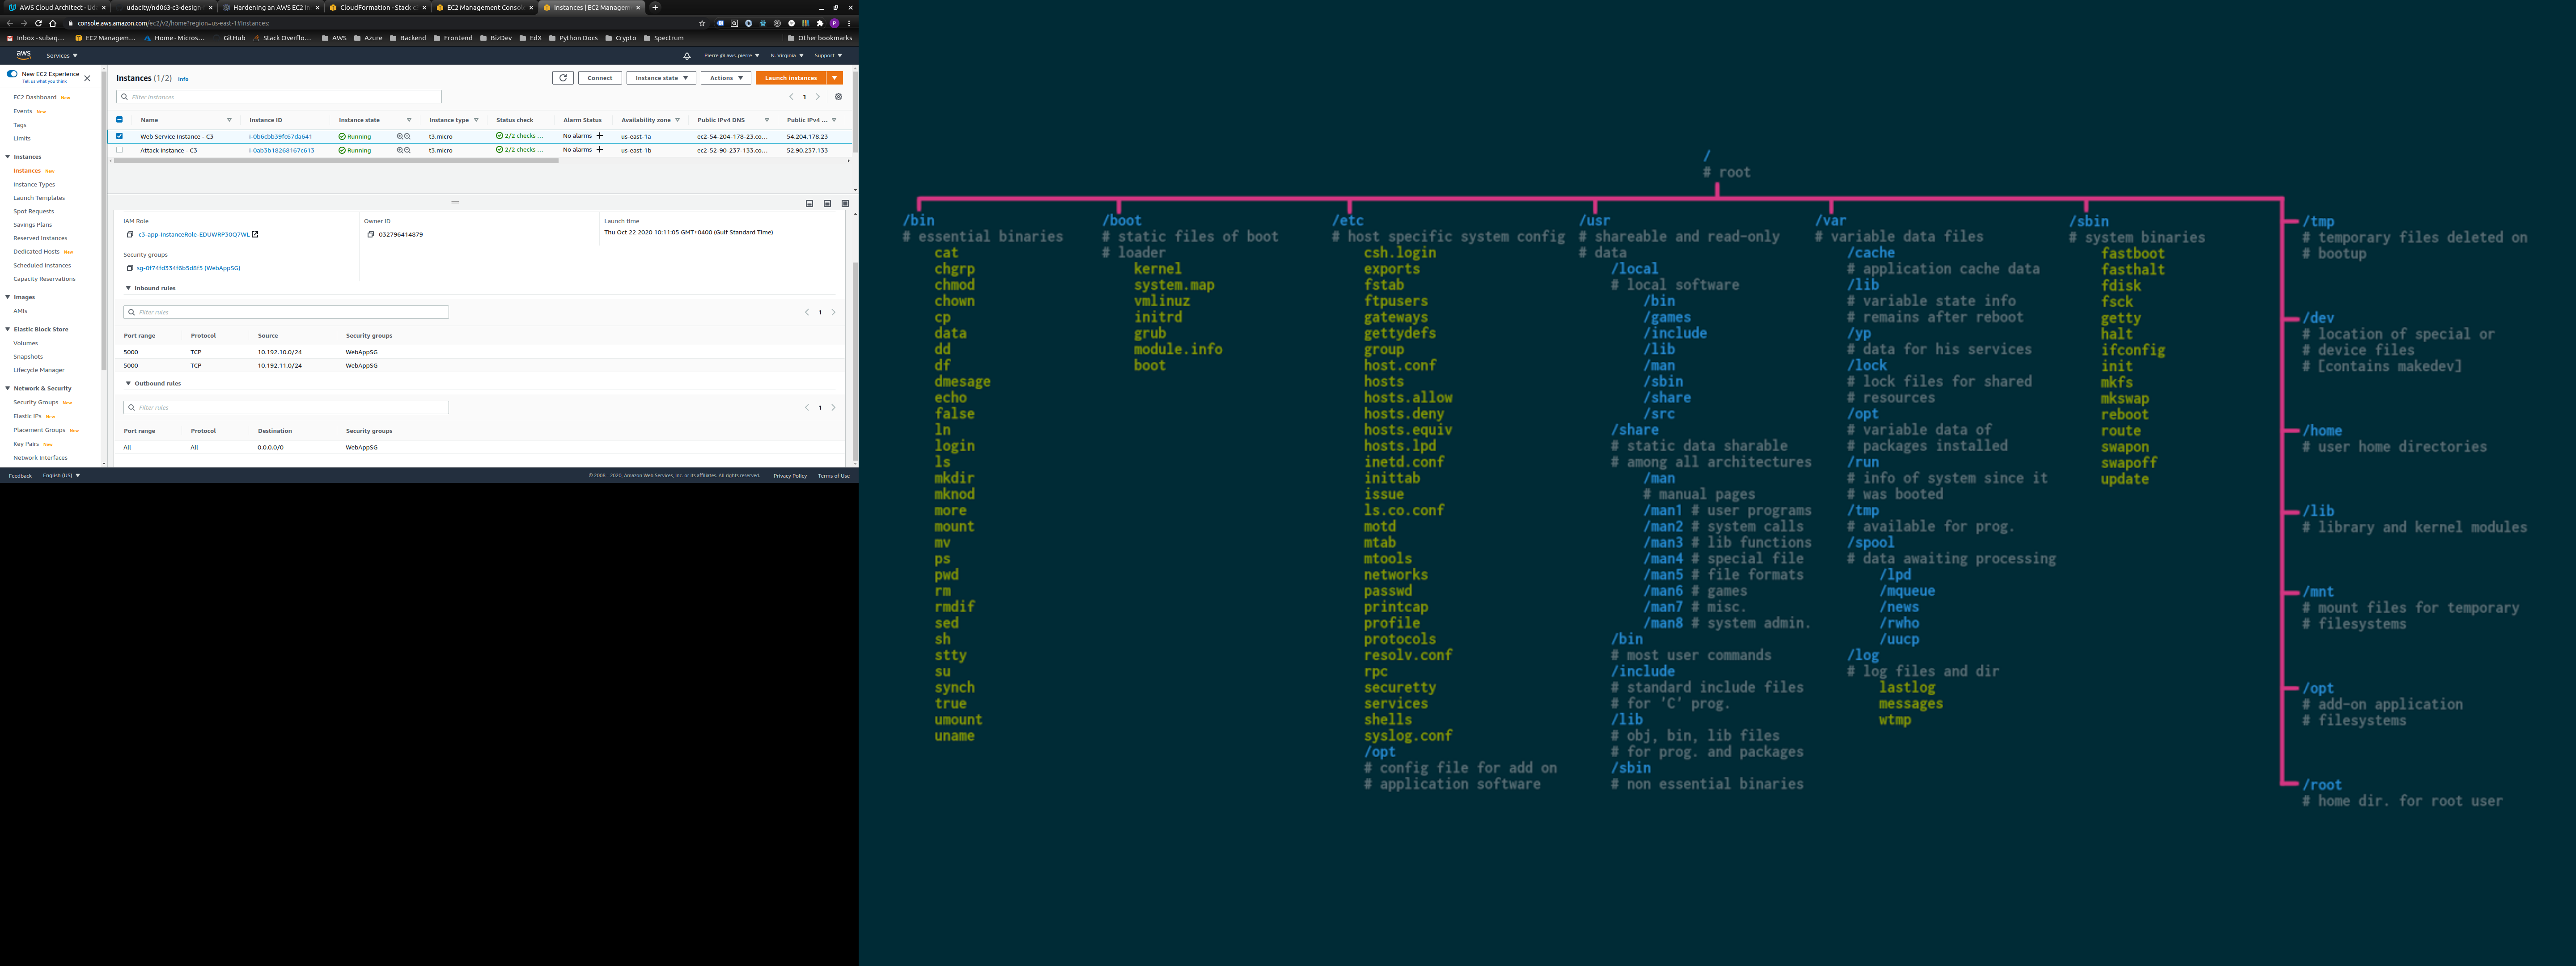 AWS Cloud Architect - Ud
udacity/nd063-c3-design-
Hardening an AWS EC2 In
CloudFormation - Stack c
EC2 Management Consol
Instances | EC2 Managem
console.aws.amazon.com/ec2/v2/home?region=us-east-1#Instances:
Inbox - subaq...
EC2 Managem...
Home - Micros...
GitHub
Stack Overflo...
AWS
Azure
Backend
Frontend
BizDev
EdX
Python Docs
Crypto
Spectrum
Other bookmarks
aws
Services
Pierre @ aws-pierre
N. Virginia
Support
New EC2 Experience
Tell us what you think
EC2 Dashboard New
Events New
Tags
Limits
Instances
Instances New
Instance Types
Launch Templates
Spot Requests
Savings Plans
Reserved Instances
Dedicated Hosts New
Scheduled Instances
Capacity Reservations
Images
AMIs
Elastic Block Store
Volumes
Snapshots
Lifecycle Manager
Network & Security
Security Groups New
Elastic IPs New
Placement Groups New
Key Pairs New
Network Interfaces
Instances (1/2) Info
Connect
Instance state
Actions
Launch instances
Filter instances
1
Name Instance ID Instance state Instance type Status check Alarm Status Availability zone Public IPv4 DNS Public IPv4 ...
Web Service Instance - C3 i-0b6cbb39fc67da641 Running t3.micro 2/2 checks ... No alarms us-east-1a ec2-54-204-178-23.co... 54.204.178.23
Attack Instance - C3 i-0ab3b18268167c613 Running t3.micro 2/2 checks ... No alarms us-east-1b ec2-52-90-237-133.co... 52.90.237.133
IAM Role
c3-app-InstanceRole-EDUWRP30Q7WL
Owner ID
032796414879
Launch time
Thu Oct 22 2020 10:11:05 GMT+0400 (Gulf Standard Time)
Security groups
sg-0f74fd334f6b5d8f5 (WebAppSG)
Inbound rules
Filter rules
1
Port range Protocol Source Security groups
5000 TCP 10.192.10.0/24 WebAppSG
5000 TCP 10.192.11.0/24 WebAppSG
Outbound rules
Filter rules
1
Port range Protocol Destination Security groups
All All 0.0.0.0/0 WebAppSG
Feedback
English (US)
© 2008 - 2020, Amazon Web Services, Inc. or its affiliates. All rights reserved.
Privacy Policy
Terms of Use
/
# root
/bin
# essential binaries
cat
chgrp
chmod
chown
cp
data
dd
df
dmesage
echo
false
ln
login
ls
mkdir
mknod
more
mount
mv
ps
pwd
rm
rmdif
sed
sh
stty
su
synch
true
umount
uname
/boot
# static files of boot
# loader
kernel
system.map
vmlinuz
initrd
grub
module.info
boot
/etc
# host specific system config
csh.login
exports
fstab
ftpusers
gateways
gettydefs
group
host.conf
hosts
hosts.allow
hosts.deny
hosts.equiv
hosts.lpd
inetd.conf
inittab
issue
ls.co.conf
motd
mtab
mtools
networks
passwd
printcap
profile
protocols
resolv.conf
rpc
securetty
services
shells
syslog.conf
/opt
# config file for add on
# application software
/usr
# shareable and read-only
# data
/local
# local software
/bin
/games
/include
/lib
/man
/sbin
/share
/src
/share
# static data sharable
# among all architectures
/man
# manual pages
/man1 # user programs
/man2 # system calls
/man3 # lib functions
/man4 # special file
/man5 # file formats
/man6 # games
/man7 # misc.
/man8 # system admin.
/bin
# most user commands
/include
# standard include files
# for 'C' prog.
/lib
# obj, bin, lib files
# for prog. and packages
/sbin
# non essential binaries
/var
# variable data files
/cache
# application cache data
/lib
# variable state info
# remains after reboot
/yp
# data for his services
/lock
# lock files for shared
# resources
/opt
# variable data of
# packages installed
/run
# info of system since it
# was booted
/tmp
# available for prog.
/spool
# data awaiting processing
/lpd
/mqueue
/news
/rwho
/uucp
/log
# log files and dir
lastlog
messages
wtmp
/sbin
# system binaries
fastboot
fasthalt
fdisk
fsck
getty
halt
ifconfig
init
mkfs
mkswap
reboot
route
swapon
swapoff
update
/tmp
# temporary files deleted on
# bootup
/dev
# location of special or
# device files
# [contains makedev]
/home
# user home directories
/lib
# library and kernel modules
/mnt
# mount files for temporary
# filesystems
/opt
# add-on application
# filesystems
/root
# home dir. for root user